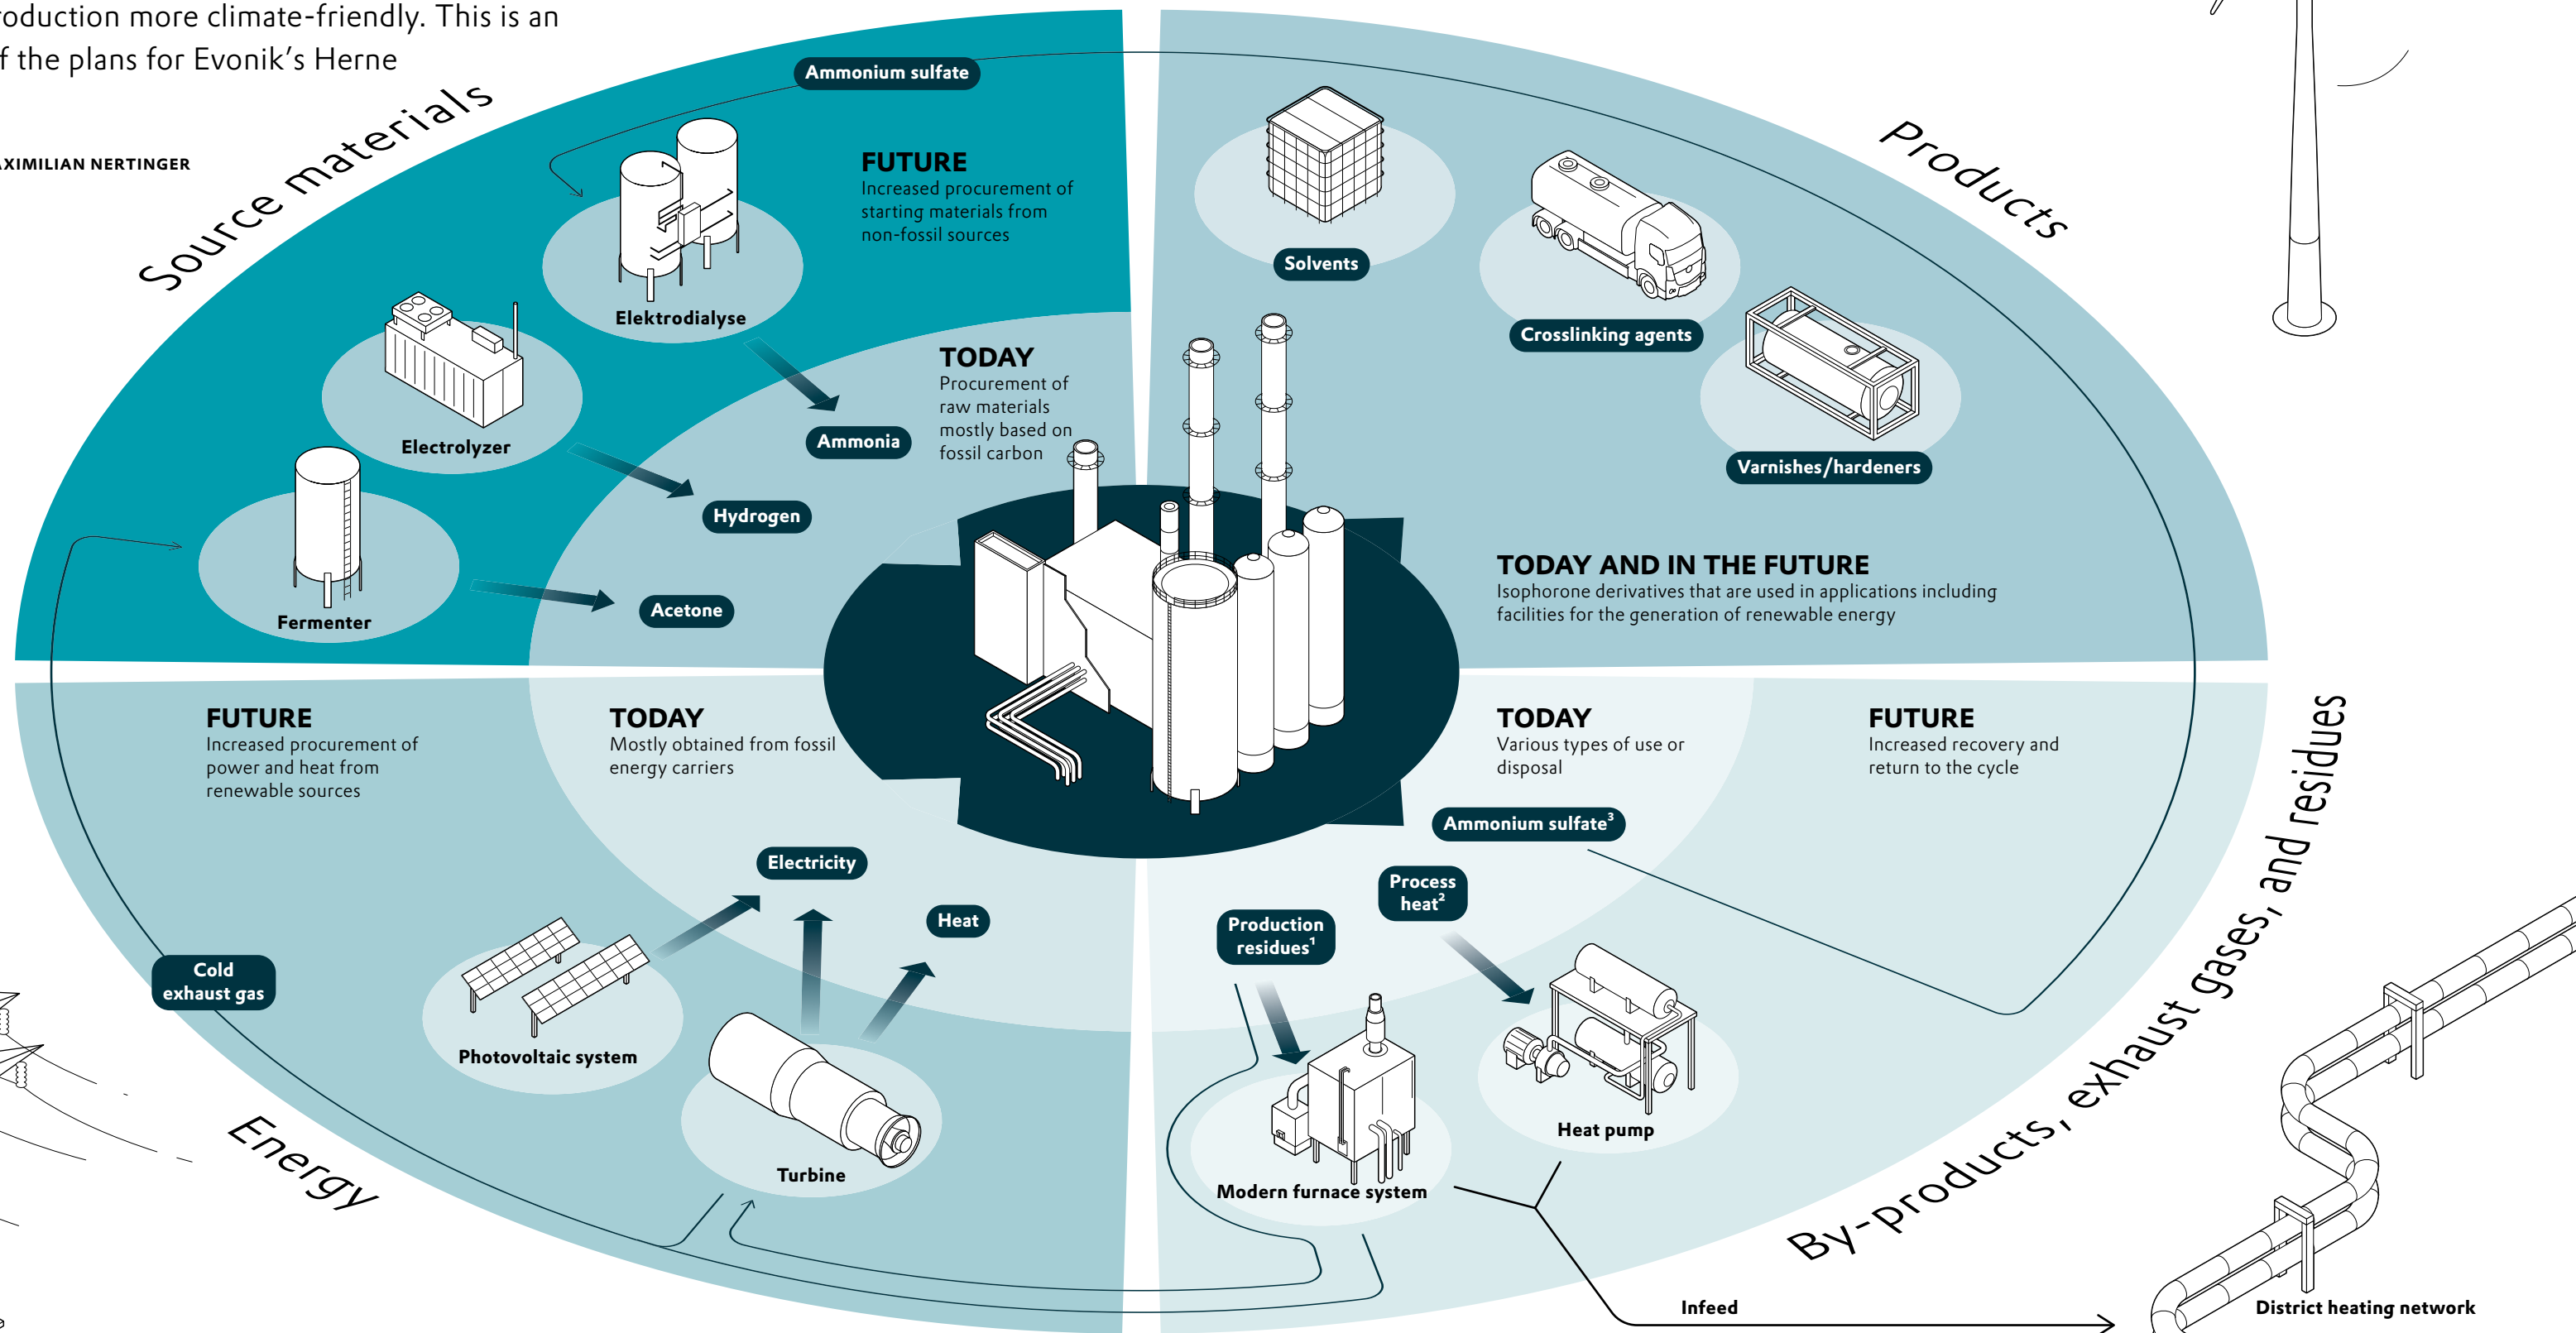 roduction more climate-friendly. This is an
f the plans for Evonik's Herne
AXIMILIAN NERTINGER
Source materials
Ammonium sulfate
FUTURE
Increased procurement of
starting materials from
non-fossil sources
Elektrodialyse
Electrolyzer
Fermenter
TODAY
Procurement of
raw materials
mostly based on
fossil carbon
Ammonia
Hydrogen
Acetone
Products
Solvents
Crosslinking agents
Varnishes/hardeners
TODAY AND IN THE FUTURE
Isophorone derivatives that are used in applications including
facilities for the generation of renewable energy
FUTURE
Increased procurement of
power and heat from
renewable sources
TODAY
Mostly obtained from fossil
energy carriers
Electricity
Heat
Cold
exhaust gas
Photovoltaic system
Turbine
Energy
TODAY
Various types of use or
disposal
FUTURE
Increased recovery and
return to the cycle
Ammonium sulfate³
Process
heat²
Production
residues¹
Heat pump
Modern furnace system
By-products, exhaust gases, and residues
Infeed
District heating network